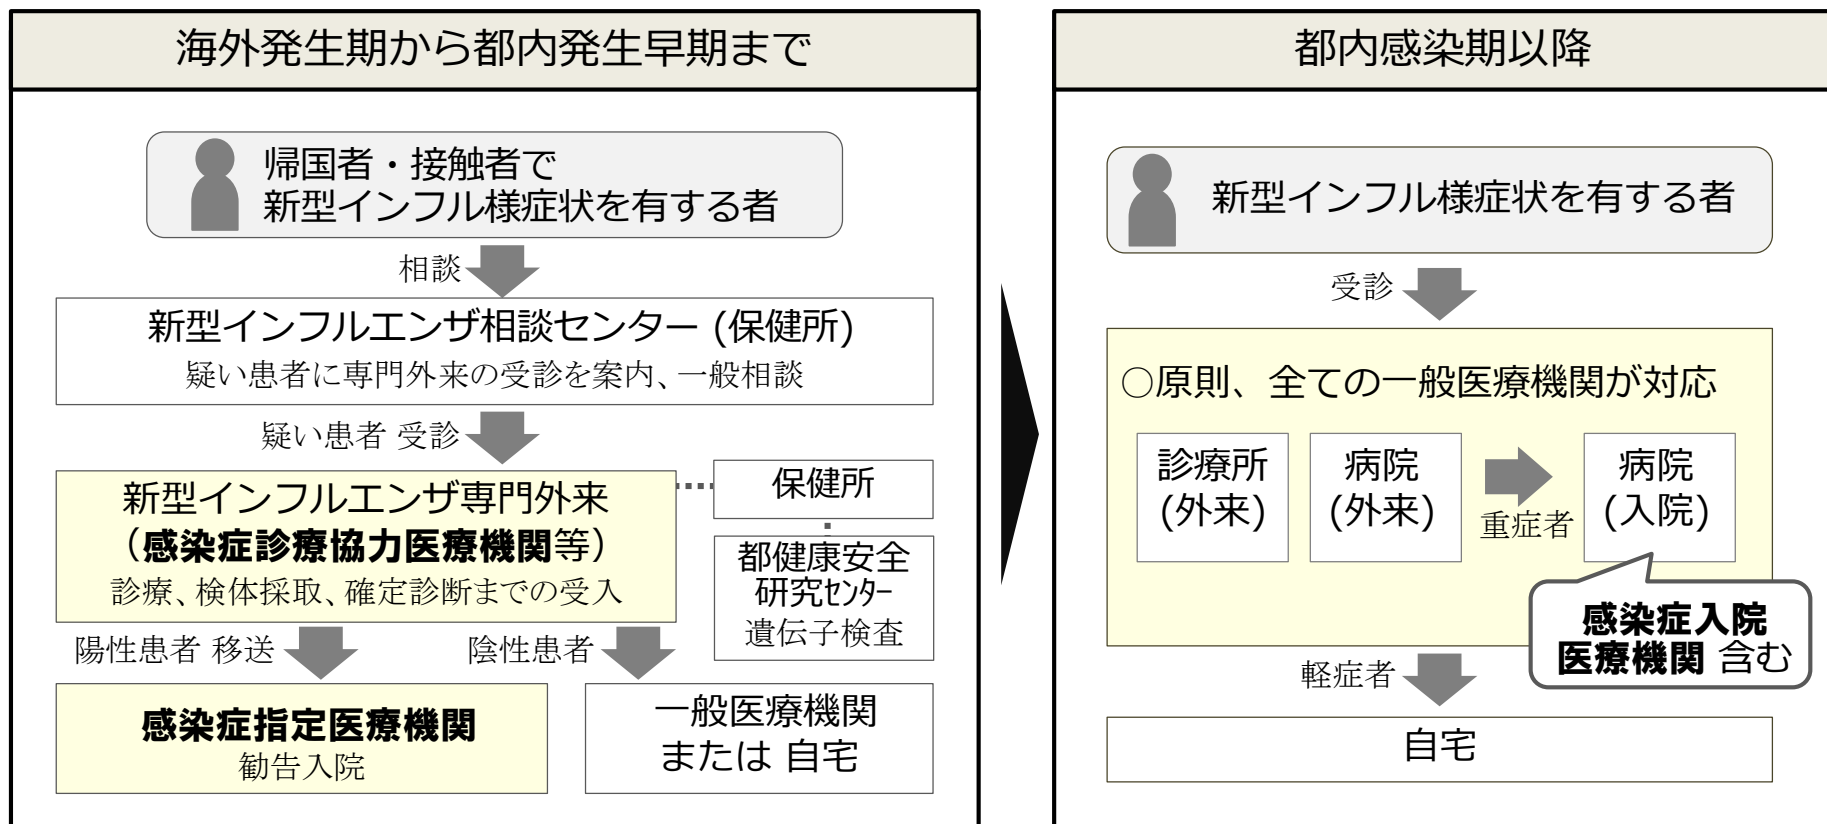 海外発生期から都内発生早期まで
帰国者・接触者で
新型インフル様症状を有する者
相談
新型インフルエンザ相談センター (保健所)
疑い患者に専門外来の受診を案内、一般相談
疑い患者 受診
新型インフルエンザ専門外来
（感染症診療協力医療機関等）
診療、検体採取、確定診断までの受入
保健所
都健康安全
研究ｾﾝﾀｰ
遺伝子検査
陽性患者 移送
陰性患者
感染症指定医療機関
勧告入院
一般医療機関
または 自宅
都内感染期以降
新型インフル様症状を有する者
受診
○原則、全ての一般医療機関が対応
診療所
(外来)
病院
(外来)
重症者
病院
(入院)
感染症入院
医療機関 含む
軽症者
自宅